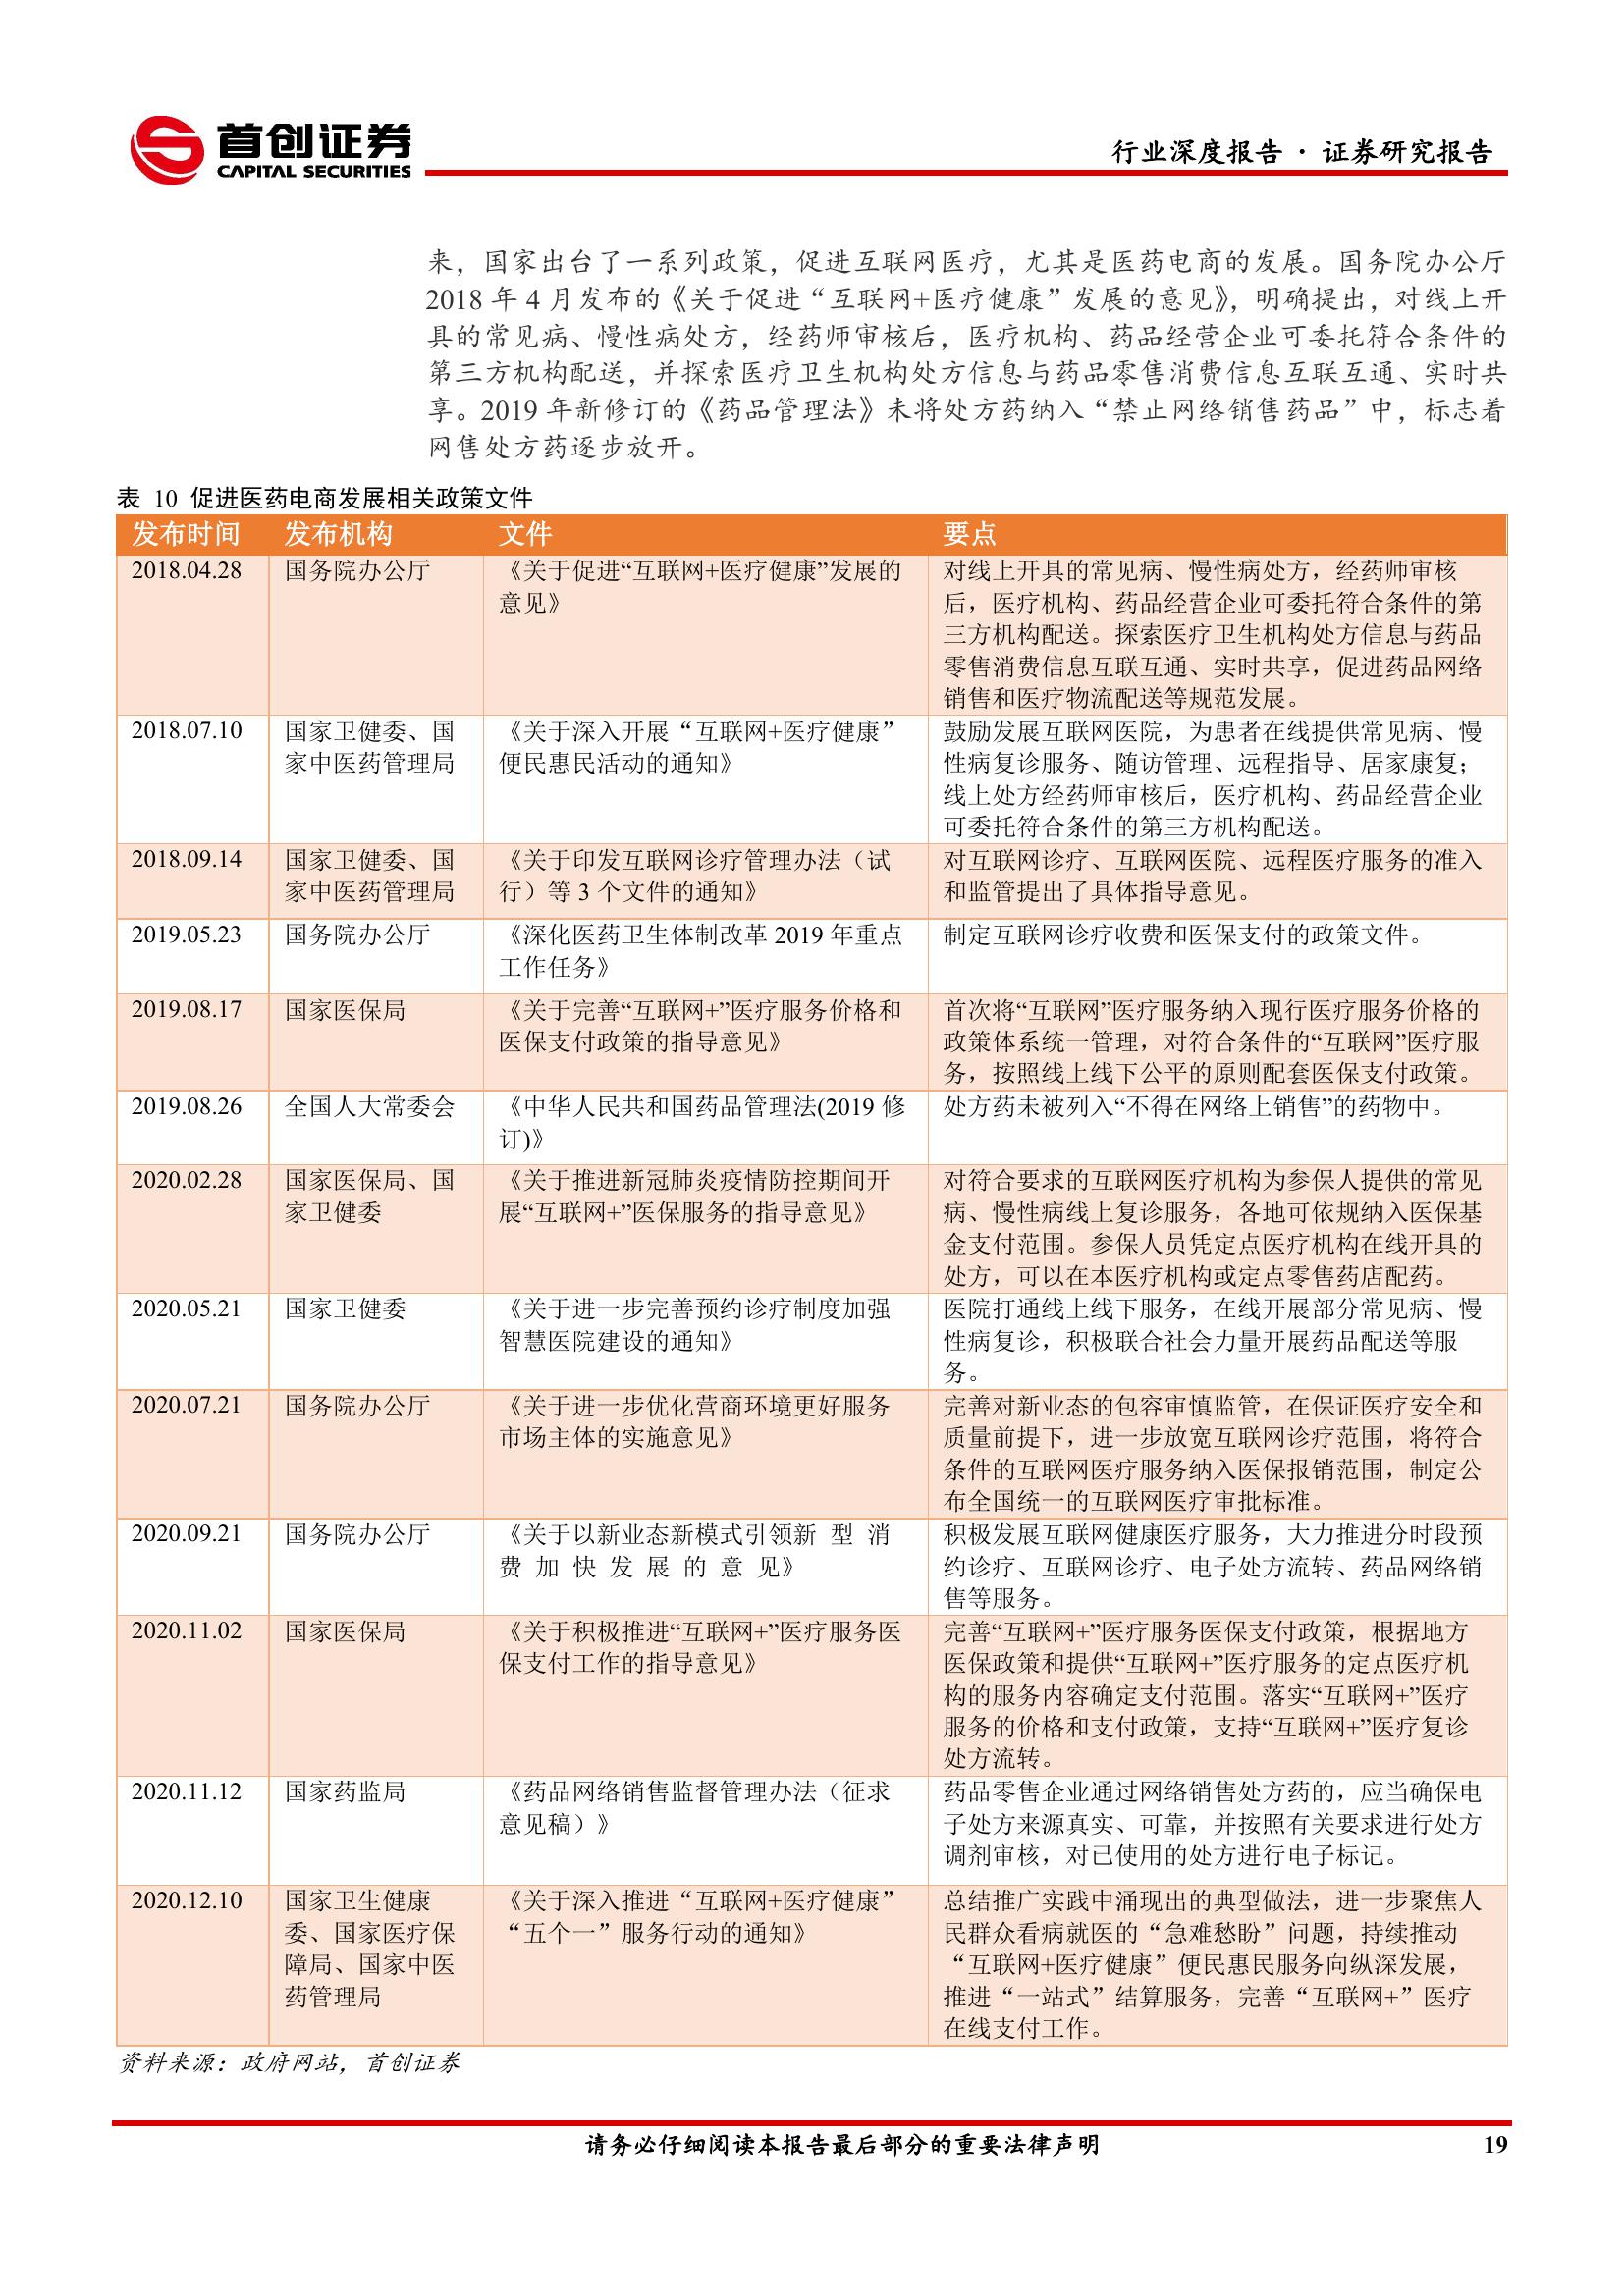 首创证券
CAPITAL SECURITIES
行业深度报告 · 证券研究报告
来，国家出台了一系列政策，促进互联网医疗，尤其是医药电商的发展。国务院办公厅
2018 年 4 月发布的《关于促进“互联网+医疗健康”发展的意见》，明确提出，对线上开
具的常见病、慢性病处方，经药师审核后，医疗机构、药品经营企业可委托符合条件的
第三方机构配送，并探索医疗卫生机构处方信息与药品零售消费信息互联互通、实时共
享。2019 年新修订的《药品管理法》未将处方药纳入“禁止网络销售药品”中，标志着
网售处方药逐步放开。
表 10 促进医药电商发展相关政策文件
发布时间 发布机构 文件 要点
2018.04.28 国务院办公厅 《关于促进“互联网+医疗健康”发展的 对线上开具的常见病、慢性病处方，经药师审核
意见》 后，医疗机构、药品经营企业可委托符合条件的第
三方机构配送。探索医疗卫生机构处方信息与药品
零售消费信息互联互通、实时共享，促进药品网络
销售和医疗物流配送等规范发展。
2018.07.10 国家卫健委、国 《关于深入开展“互联网+医疗健康” 鼓励发展互联网医院，为患者在线提供常见病、慢
家中医药管理局 便民惠民活动的通知》 性病复诊服务、随访管理、远程指导、居家康复；
线上处方经药师审核后，医疗机构、药品经营企业
可委托符合条件的第三方机构配送。
2018.09.14 国家卫健委、国 《关于印发互联网诊疗管理办法（试 对互联网诊疗、互联网医院、远程医疗服务的准入
家中医药管理局 行）等 3 个文件的通知》 和监管提出了具体指导意见。
2019.05.23 国务院办公厅 《深化医药卫生体制改革 2019 年重点 制定互联网诊疗收费和医保支付的政策文件。
工作任务》
2019.08.17 国家医保局 《关于完善“互联网+”医疗服务价格和 首次将“互联网”医疗服务纳入现行医疗服务价格的
医保支付政策的指导意见》 政策体系统一管理，对符合条件的“互联网”医疗服
务，按照线上线下公平的原则配套医保支付政策。
2019.08.26 全国人大常委会 《中华人民共和国药品管理法(2019 修 处方药未被列入“不得在网络上销售”的药物中。
订)》
2020.02.28 国家医保局、国 《关于推进新冠肺炎疫情防控期间开 对符合要求的互联网医疗机构为参保人提供的常见
家卫健委 展“互联网+”医保服务的指导意见》 病、慢性病线上复诊服务，各地可依规纳入医保基
金支付范围。参保人员凭定点医疗机构在线开具的
处方，可以在本医疗机构或定点零售药店配药。
2020.05.21 国家卫健委 《关于进一步完善预约诊疗制度加强 医院打通线上线下服务，在线开展部分常见病、慢
智慧医院建设的通知》 性病复诊，积极联合社会力量开展药品配送等服
务。
2020.07.21 国务院办公厅 《关于进一步优化营商环境更好服务 完善对新业态的包容审慎监管，在保证医疗安全和
市场主体的实施意见》 质量前提下，进一步放宽互联网诊疗范围，将符合
条件的互联网医疗服务纳入医保报销范围，制定公
布全国统一的互联网医疗审批标准。
2020.09.21 国务院办公厅 《关于以新业态新模式引领新 型 消 积极发展互联网健康医疗服务，大力推进分时段预
费 加 快 发 展 的 意 见》 约诊疗、互联网诊疗、电子处方流转、药品网络销
售等服务。
2020.11.02 国家医保局 《关于积极推进“互联网+”医疗服务医 完善“互联网+”医疗服务医保支付政策，根据地方
保支付工作的指导意见》 医保政策和提供“互联网+”医疗服务的定点医疗机
构的服务内容确定支付范围。落实“互联网+”医疗
服务的价格和支付政策，支持“互联网+”医疗复诊
处方流转。
2020.11.12 国家药监局 《药品网络销售监督管理办法（征求 药品零售企业通过网络销售处方药的，应当确保电
意见稿）》 子处方来源真实、可靠，并按照有关要求进行处方
调剂审核，对已使用的处方进行电子标记。
2020.12.10 国家卫生健康 《关于深入推进“互联网+医疗健康” 总结推广实践中涌现出的典型做法，进一步聚焦人
委、国家医疗保 “五个一”服务行动的通知》 民群众看病就医的“急难愁盼”问题，持续推动
障局、国家中医 “互联网+医疗健康”便民惠民服务向纵深发展，
药管理局 推进“一站式”结算服务，完善“互联网+”医疗
在线支付工作。
资料来源：政府网站，首创证券
请务必仔细阅读本报告最后部分的重要法律声明 19